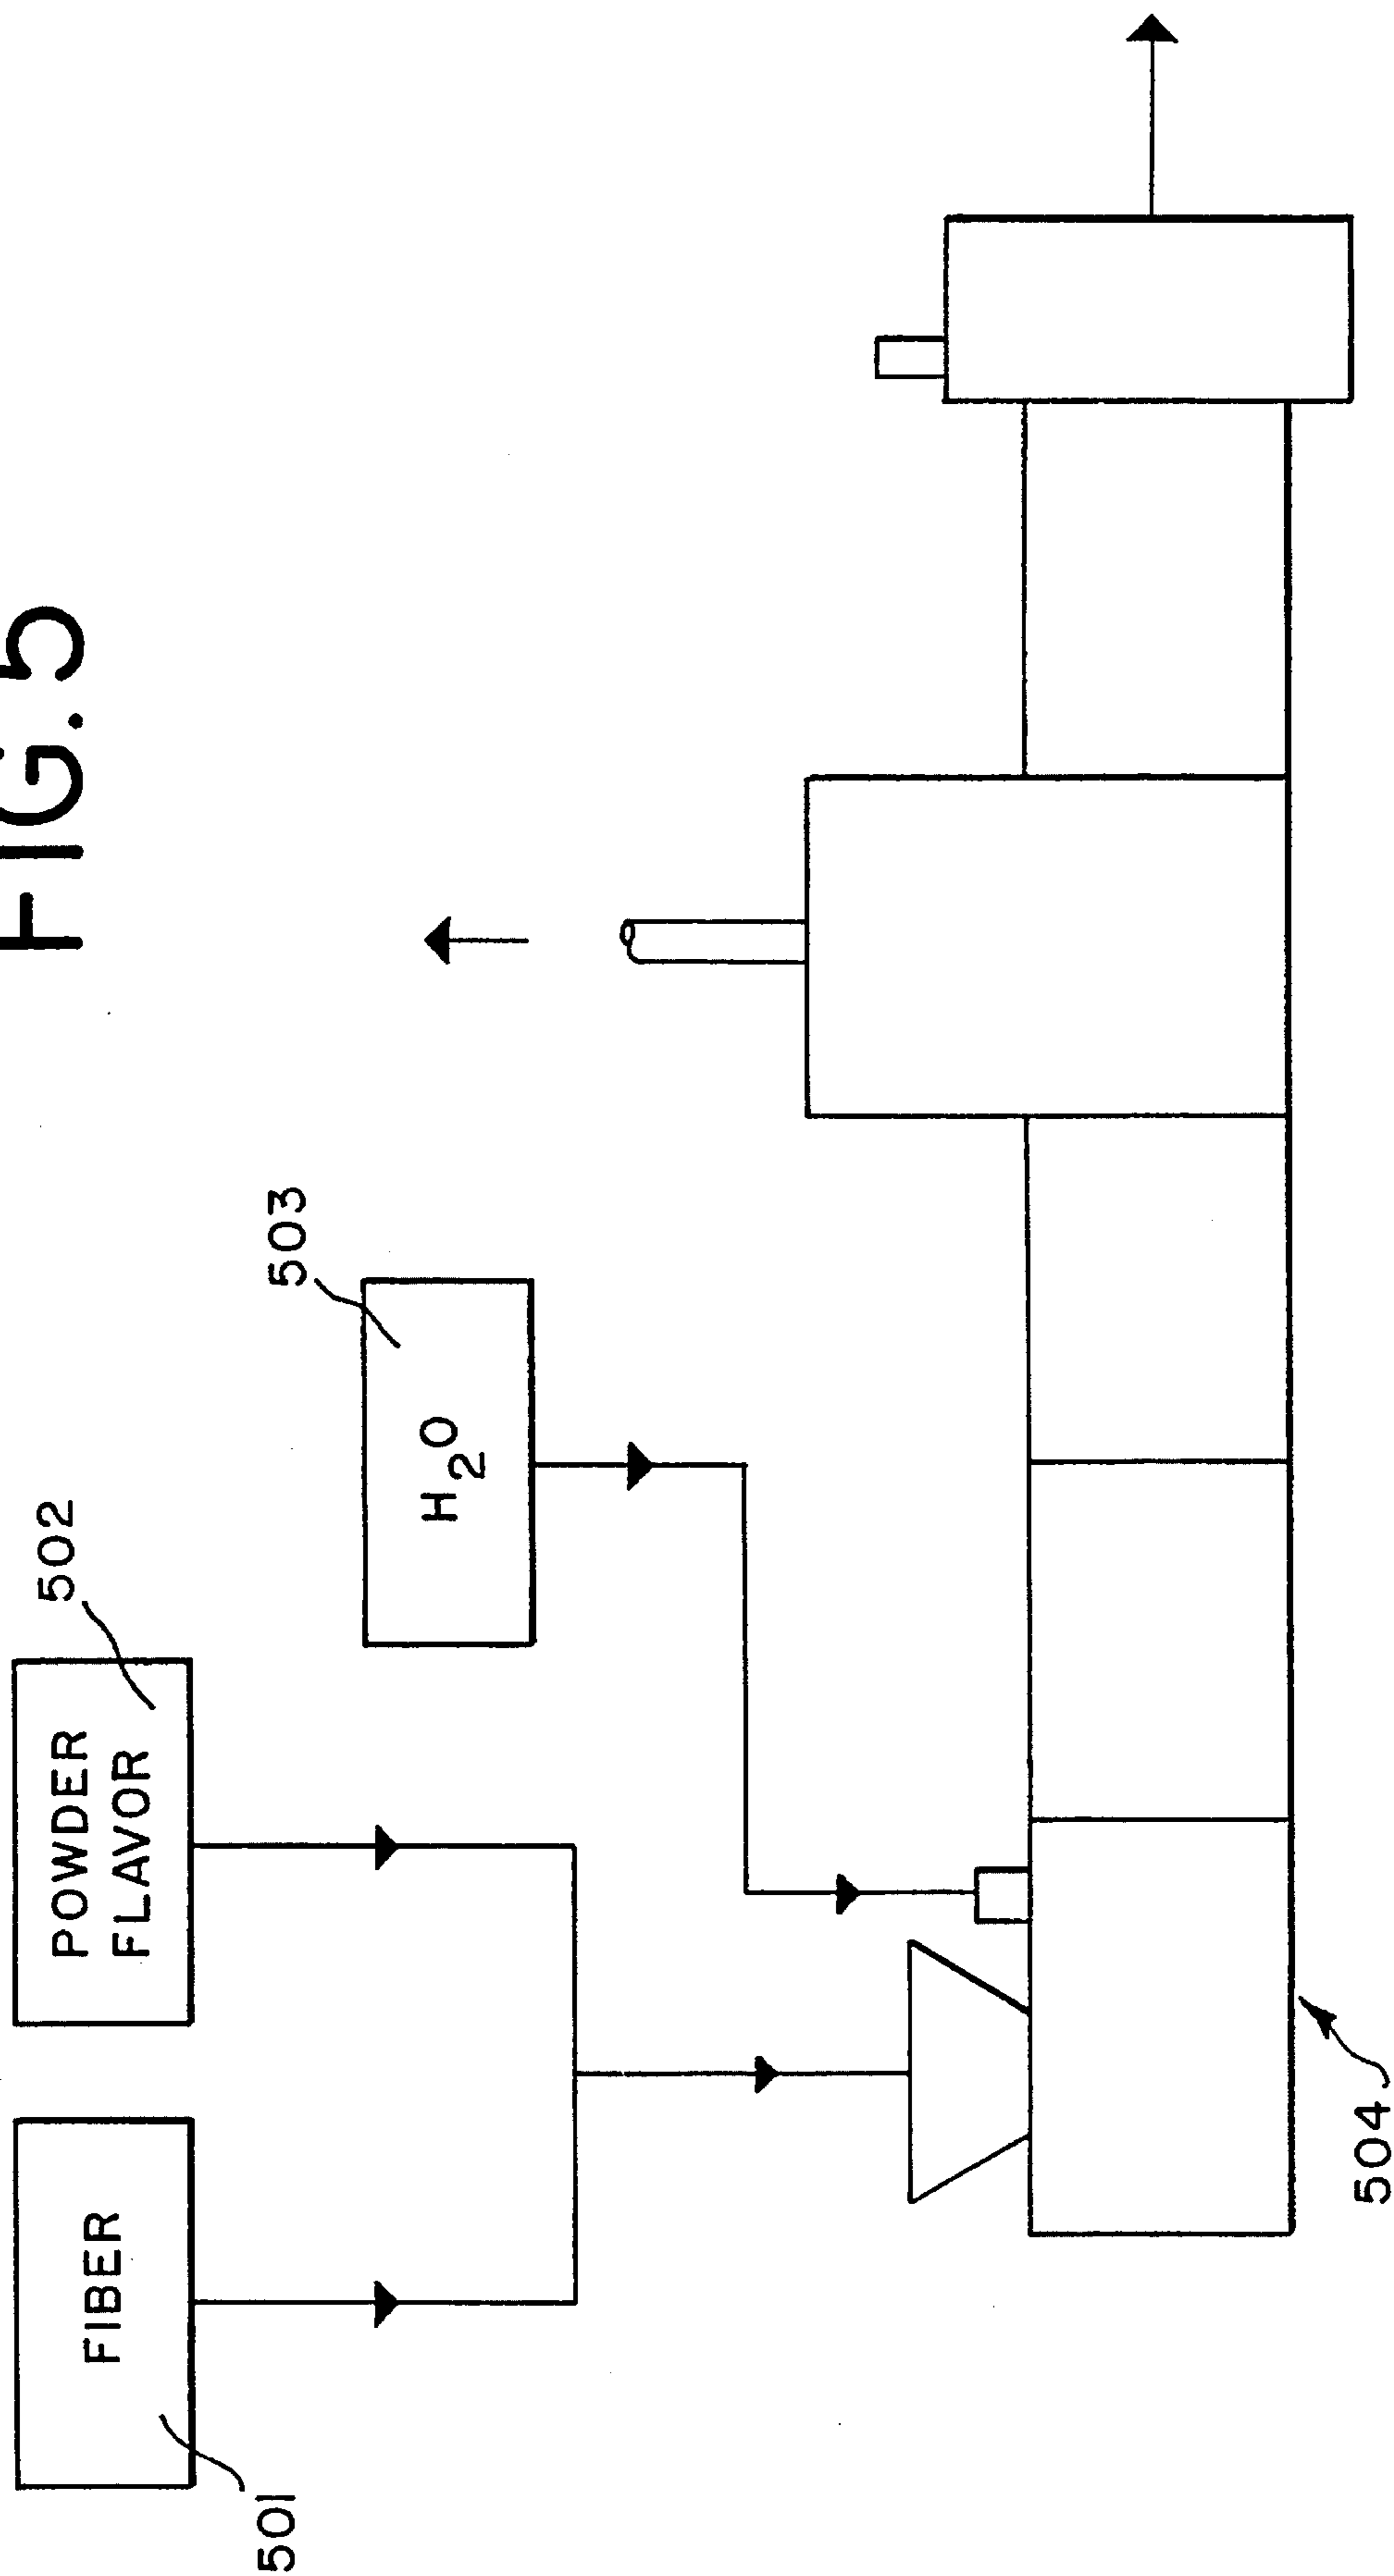 FIG. 5
501
FIBER
502
POWDER
FLAVOR
503
H₂O
504